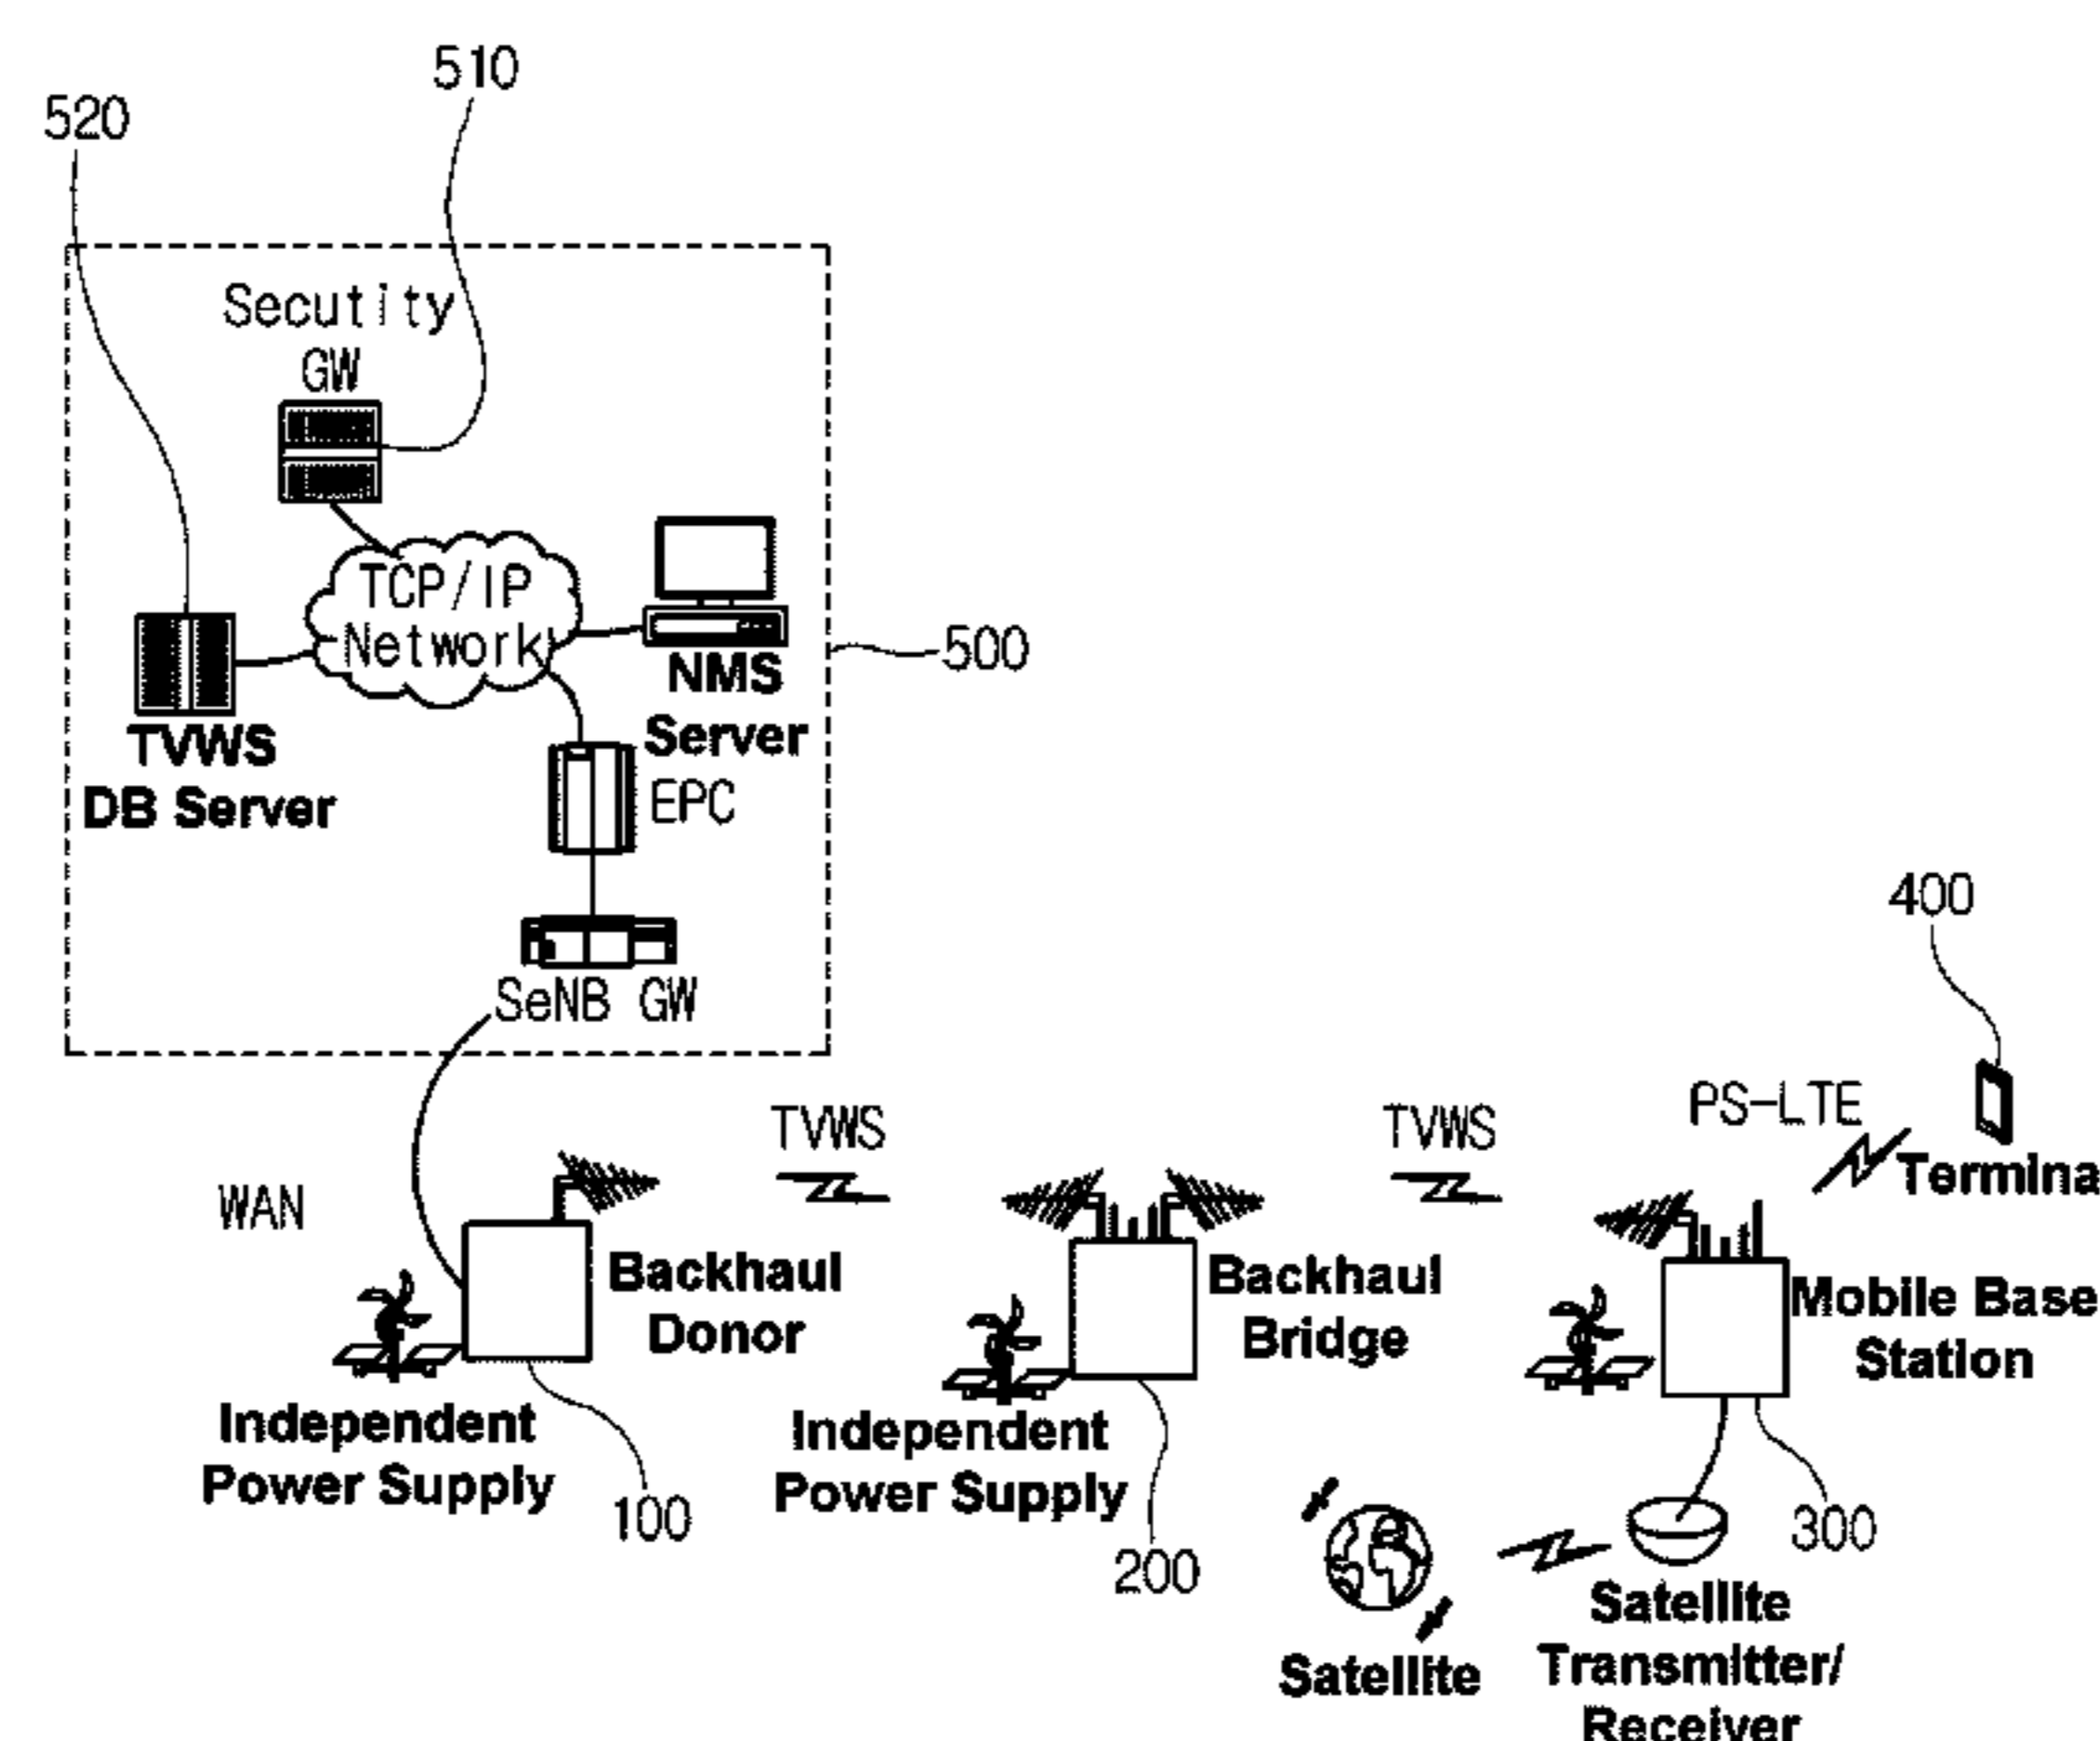 510
520
Secutity
GW
TCP/IP
Network
NMS
Server
500
TVWS
DB Server
EPC
SeNB GW
400
PS-LTE
Termina
TVWS
TVWS
WAN
Backhaul
Donor
Backhaul
Bridge
Mobile Base
Station
Independent
Power Supply
100
Independent
Power Supply
200
300
Satellite
Satellite
Transmitter/
Receiver